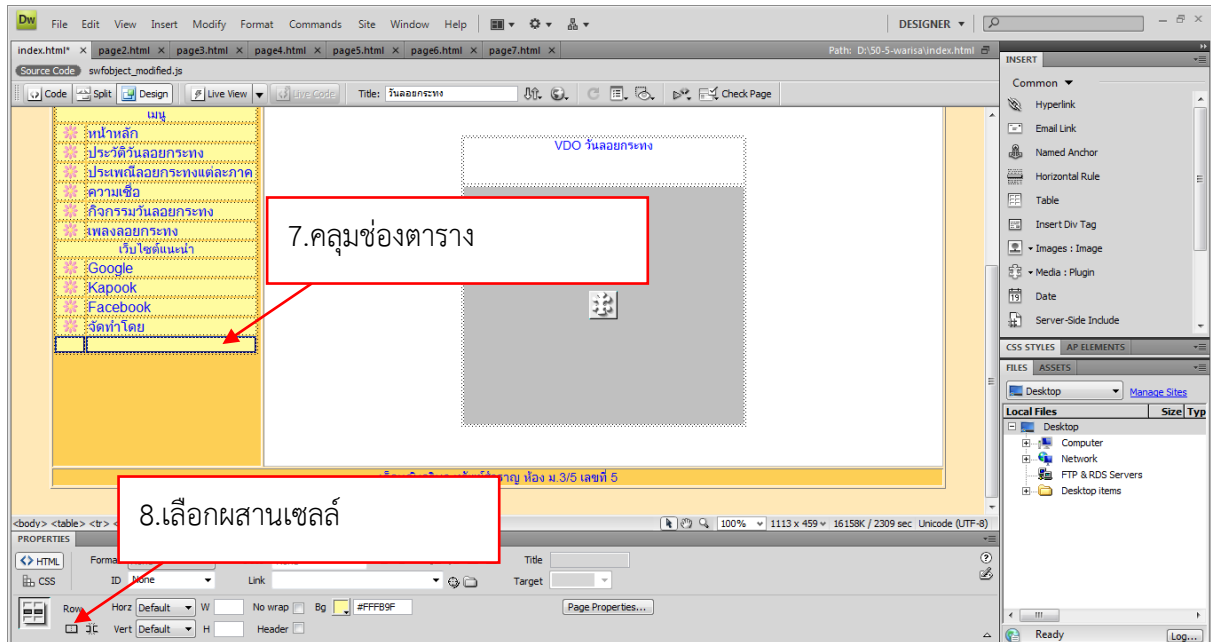 Dw File Edit View Insert Modify Format Commands Site Window Help DESIGNER
index.html* × page2.html × page3.html × page4.html × page5.html × page6.html × page7.html × Path: D:\50-5-warisa\index.html
INSERT
Source Code swfobject_modified.js
Code Split Design Live View Live Code Title: วันลอยกระทง Check Page
Common
Hyperlink
Email Link
Named Anchor
Horizontal Rule
Table
Insert Div Tag
Images : Image
Media : Plugin
19 Date
Server-Side Include
เมนู
หน้าหลัก
ประวัติวันลอยกระทง
ประเพณีลอยกระทงแต่ละภาค
ความเชื่อ
กิจกรรมวันลอยกระทง
เพลงลอยกระทง
เว็บไซต์แนะนำ
Google
Kapook
Facebook
จัดทำโดย
VDO วันลอยกระทง
7.คลุมช่องตาราง
CSS STYLES AP ELEMENTS
FILES ASSETS
Desktop Manage Sites
Local Files Size Typ
Desktop
Computer
Network
FTP & RDS Servers
Desktop items
ห้อง ม.3/5 เลขที่ 5
8.เลือกผสานเซลล์
<body> <table> <tr> 100% 1113 x 459 16158K / 2309 sec Unicode (UTF-8)
PROPERTIES
<> HTML Title
CSS ID None Link Target
Row Horz Default W No wrap Bg #FFFB9F Page Properties...
Vert Default H Header
Ready Log...